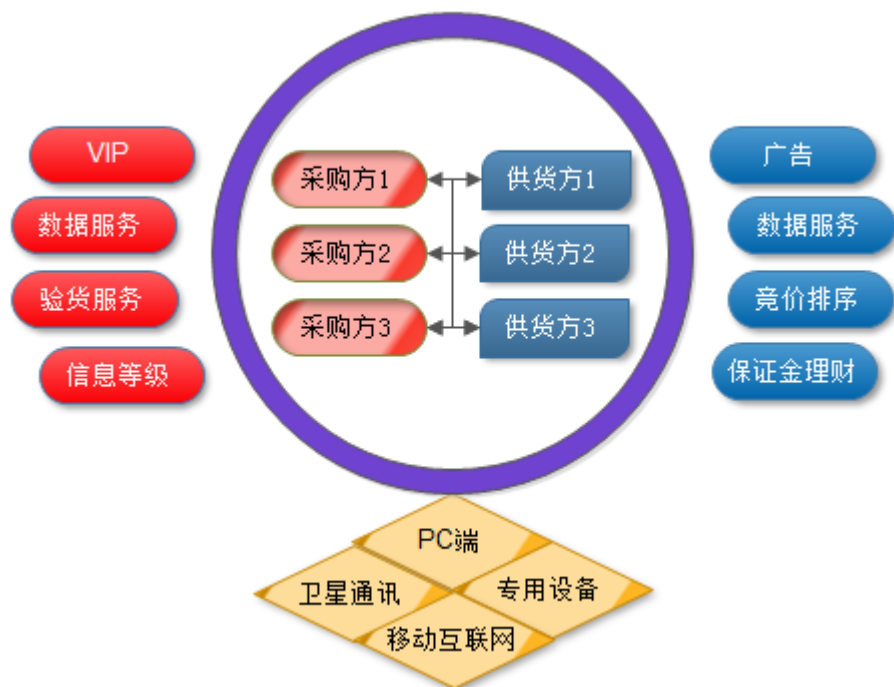 VIP
数据服务
验货服务
信息等级
采购方1
供货方1
采购方2
供货方2
采购方3
供货方3
广告
数据服务
竞价排序
保证金理财
PC端
卫星通讯
专用设备
移动互联网